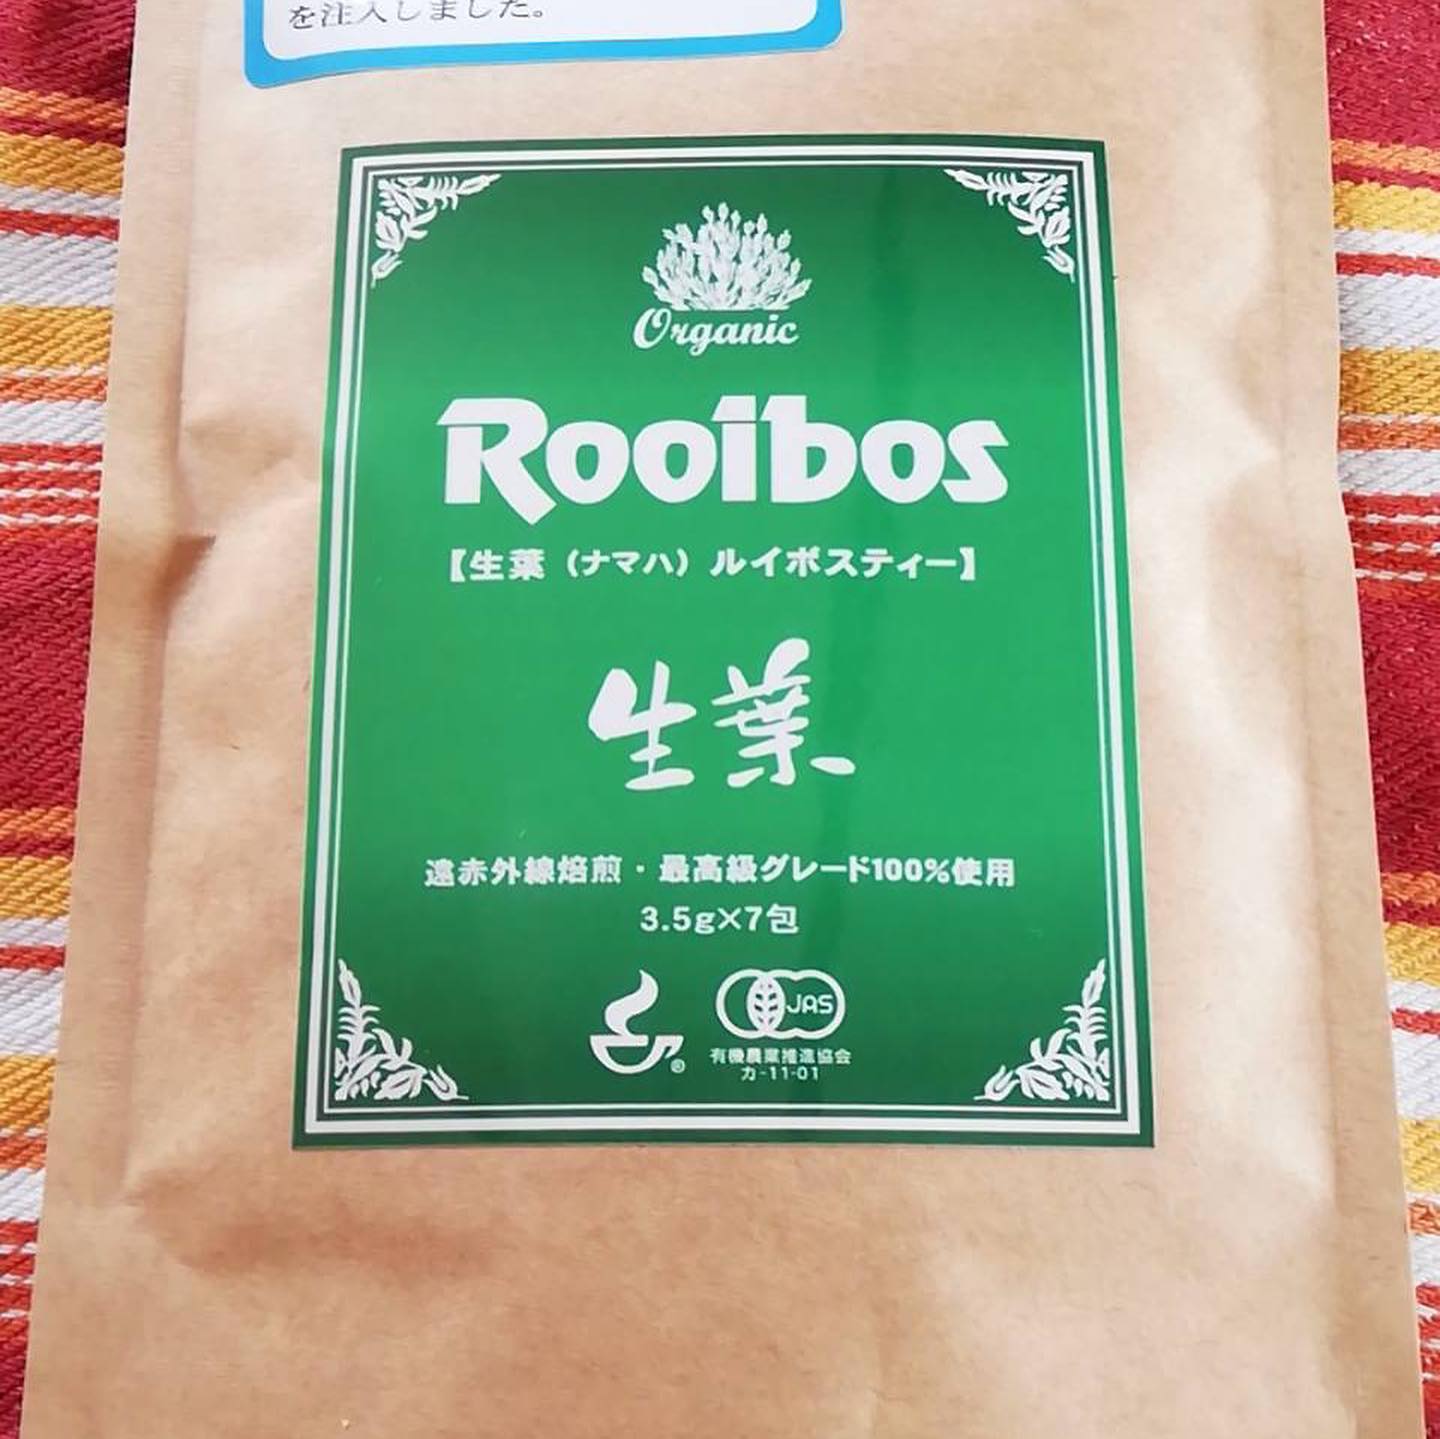 を注入しました。
Organic
Rooibos
【生葉（ナマハ）ルイボスティー】
生葉
遠赤外線焙煎・最高級グレード100%使用
3.5g×7包
®
JAS
有機農業推進協会
カ-11-01